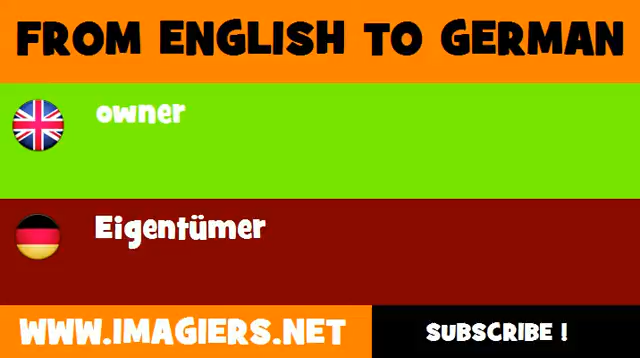 FROM ENGLISH TO GERMAN
owner
Eigentümer
WWW.IMAGIERS.NET
SUBSCRIBE !